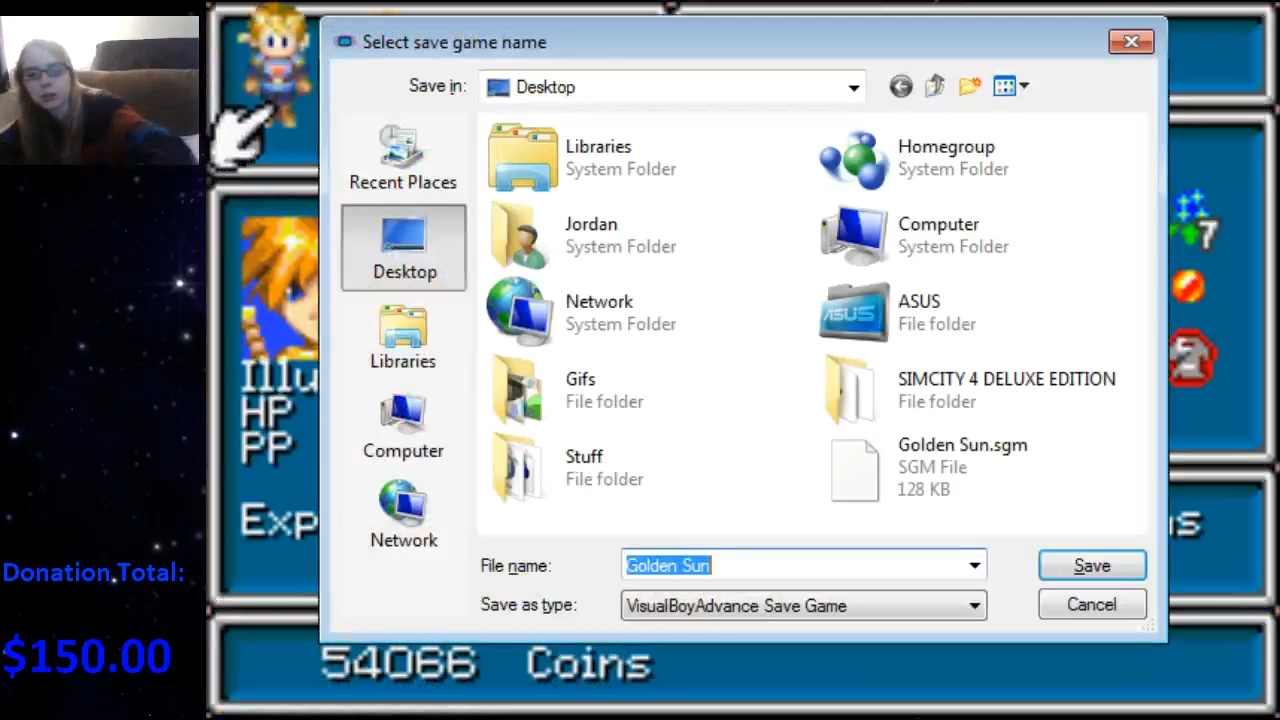 Select save game name
Save in:
Desktop
Recent Places
Desktop
Libraries
Computer
Network
Libraries
System Folder
Homegroup
System Folder
Jordan
System Folder
Computer
System Folder
Network
System Folder
ASUS
ASUS
File folder
Gifs
File folder
SIMCITY 4 DELUXE EDITION
File folder
Stuff
File folder
Golden Sun.sgm
SGM File
128 KB
File name:
Golden Sun
Save
Save as type:
VisualBoyAdvance Save Game
Cancel
7
HP
PP
Exp
Donation Total:
$150.00
54066 Coins